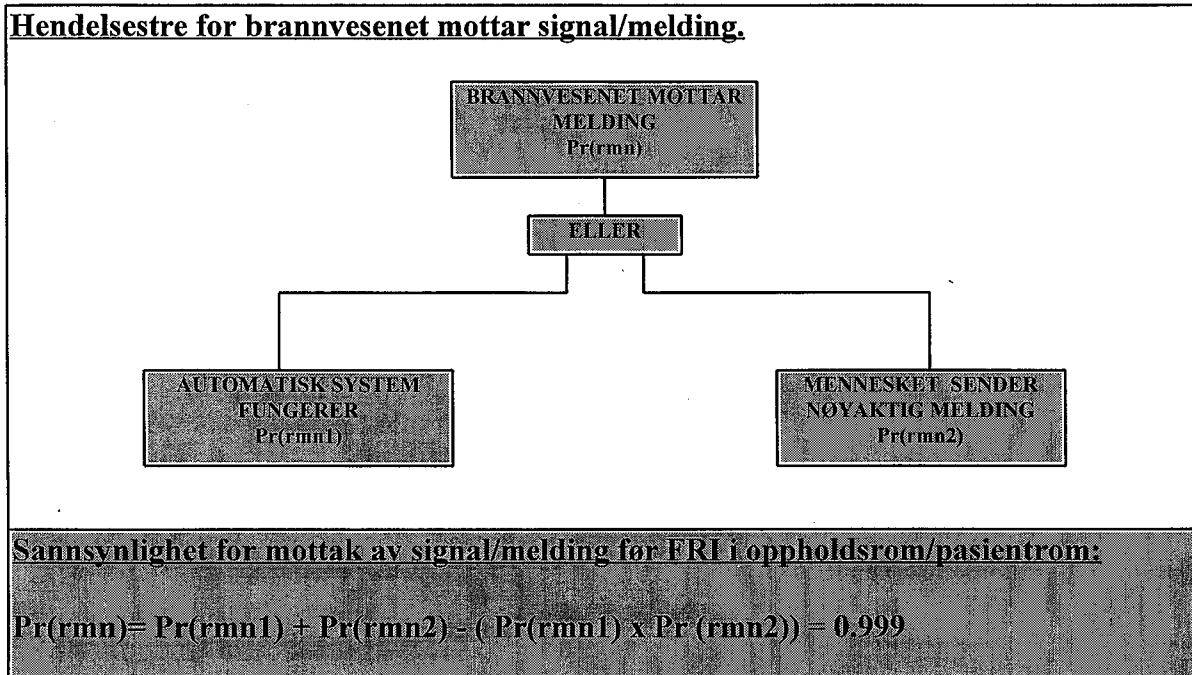 Hendelsestre for brannvesenet mottar signal/melding.
BRANNVESENET MOTTAR
MELDING
Pr(rmn)
ELLER
AUTOMATISK SYSTEM
FUNGERER
Pr(rmn1)
MENNESKET SENDER
NØYAKTIG MELDING
Pr(rmn2)
Sannsynlighet for mottak av signal/melding før FRI i oppholdsrom/pasientrom:
Pr(rmn)= Pr(rmn1) + Pr(rmn2) - ( Pr(rmn1) x Pr (rmn2)) = 0.999